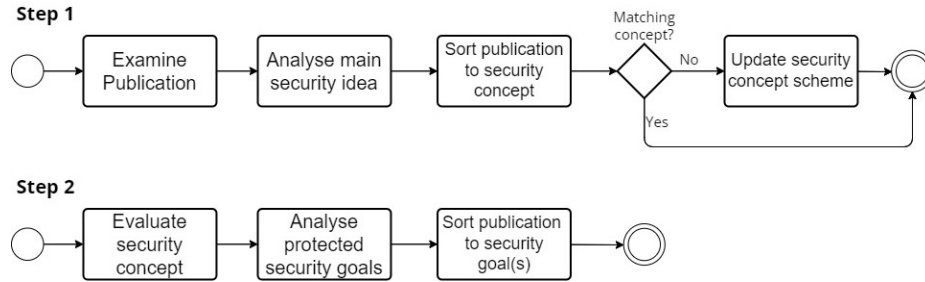 Step 1
Examine
Publication
Analyse main
security idea
Sort publication
to security
concept
Matching
concept?
No
Yes
Update security
concept scheme
Step 2
Evaluate
security
concept
Analyse
protected
security goals
Sort publication
to security
goal(s)